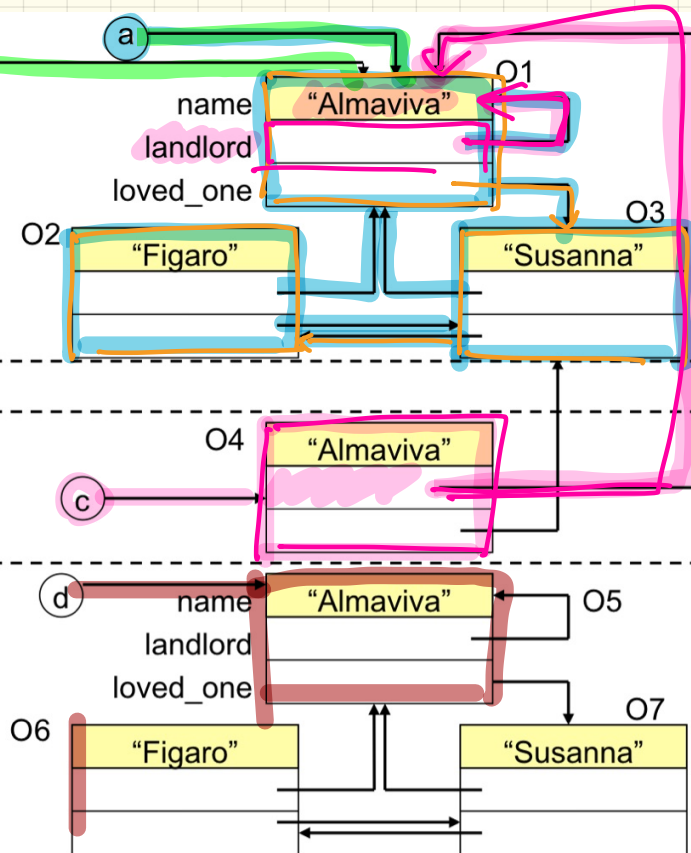 a
O1
name "Almaviva"
landlord
loved_one
O2 O3
"Figaro" "Susanna"
O4 "Almaviva"
c
d name "Almaviva" O5
landlord
loved_one
O6 O7
"Figaro" "Susanna"